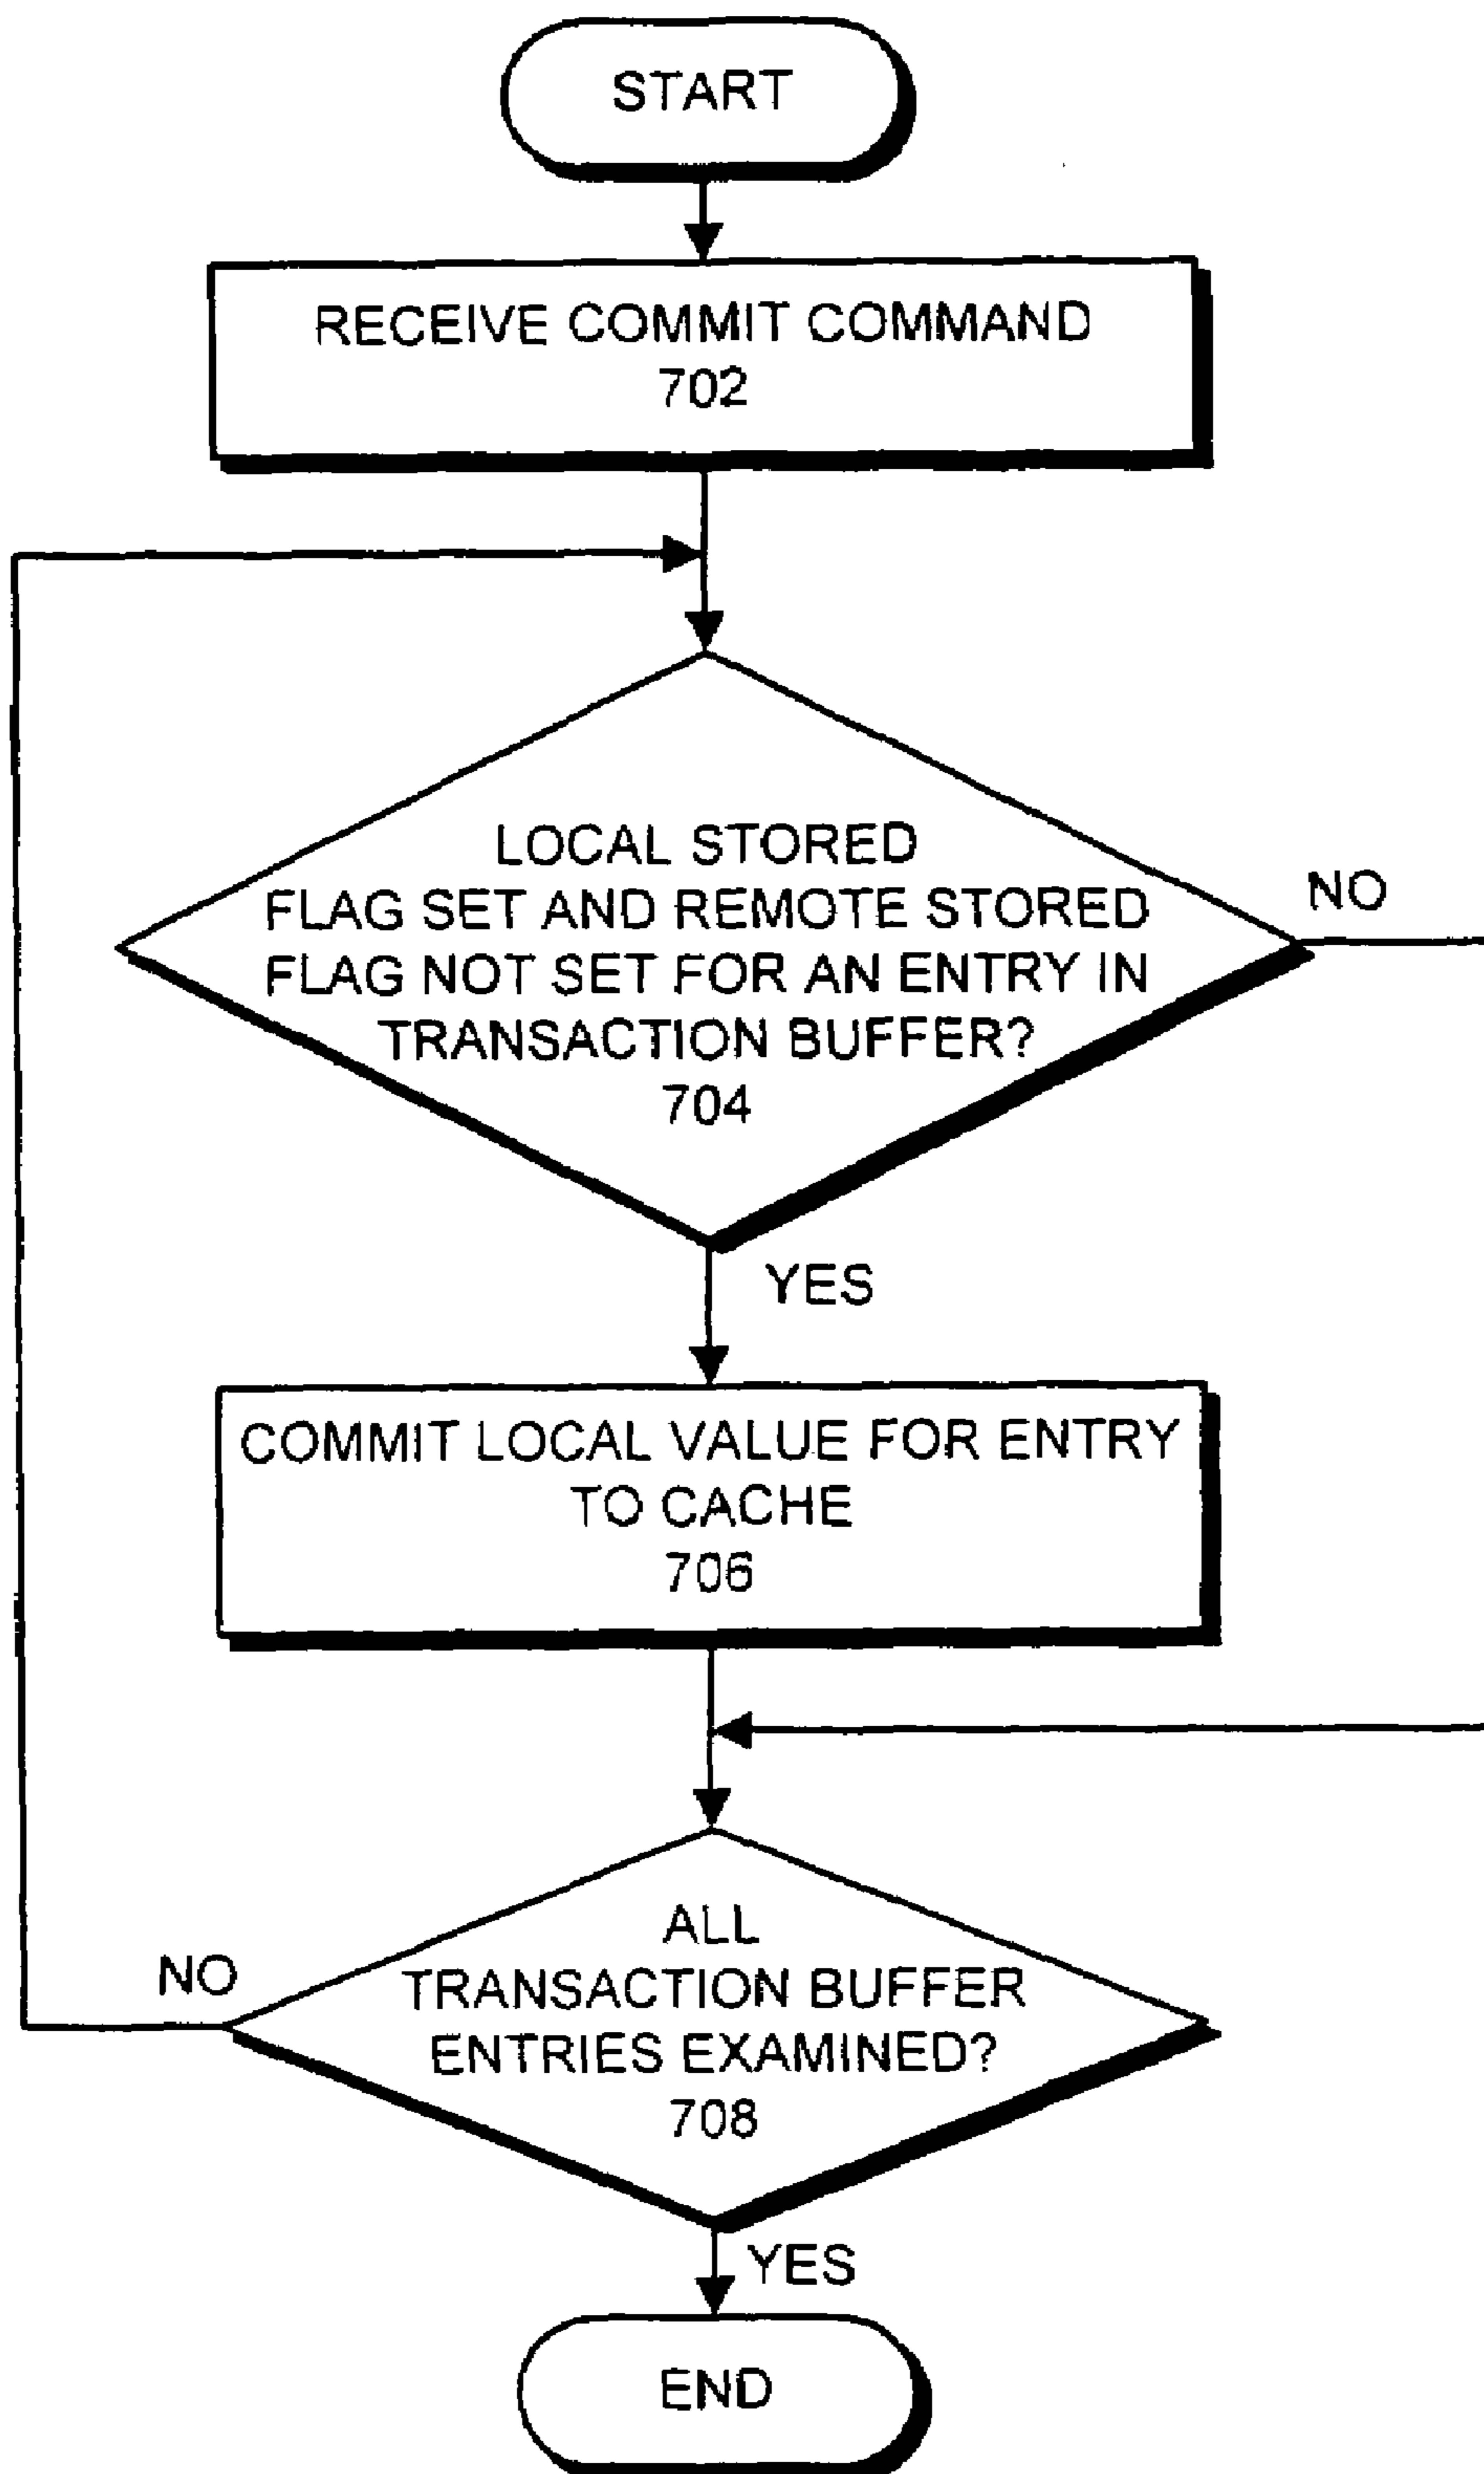 START
RECEIVE COMMIT COMMAND
702
LOCAL STORED
FLAG SET AND REMOTE STORED
FLAG NOT SET FOR AN ENTRY IN
TRANSACTION BUFFER?
704
NO
YES
COMMIT LOCAL VALUE FOR ENTRY
TO CACHE
706
ALL
TRANSACTION BUFFER
ENTRIES EXAMINED?
708
NO
YES
END